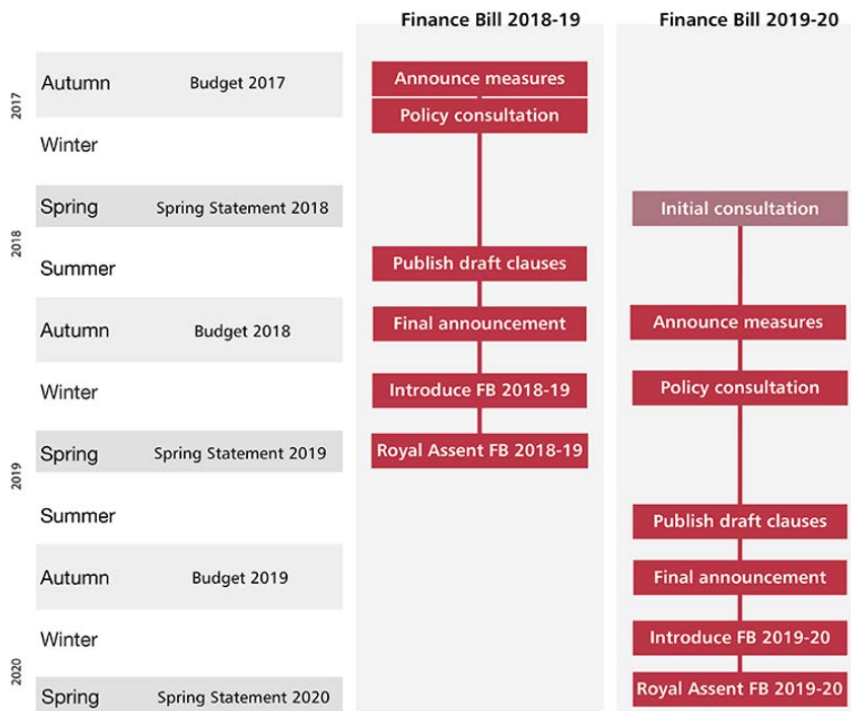 Finance Bill 2018-19 Finance Bill 2019-20
2017
Autumn Budget 2017 Announce measures
Policy consultation
Winter
Spring Spring Statement 2018 Initial consultation
2018
Summer Publish draft clauses
Autumn Budget 2018 Final announcement Announce measures
Winter Introduce FB 2018-19 Policy consultation
Spring Spring Statement 2019 Royal Assent FB 2018-19
2019
Summer Publish draft clauses
Autumn Budget 2019 Final announcement
Winter Introduce FB 2019-20
2020
Spring Spring Statement 2020 Royal Assent FB 2019-20